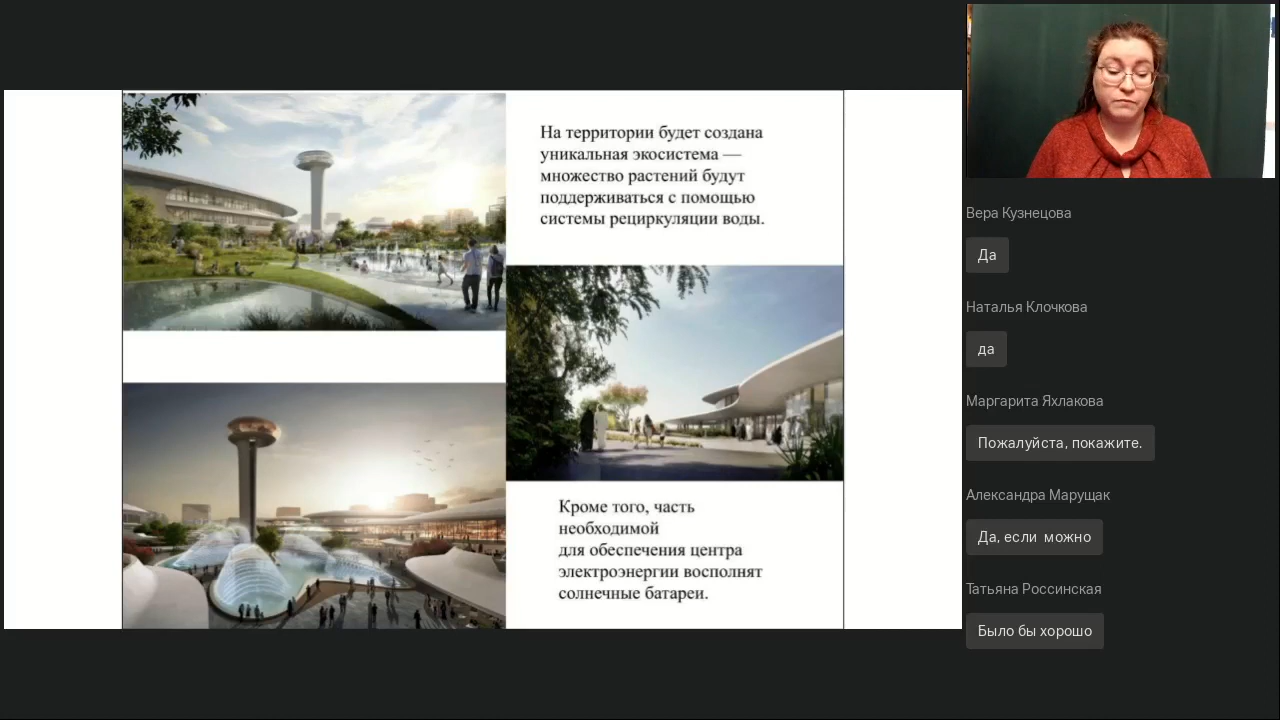 На территории будет создана
уникальная экосистема —
множество растений будут
поддерживаться с помощью
системы рециркуляции воды.
Кроме того, часть
необходимой
для обеспечения центра
электроэнергии восполнят
солнечные батареи.
Вера Кузнецова
Да
Наталья Клочкова
да
Маргарита Яхлакова
Пожалуйста, покажите.
Александра Марущак
Да, если можно
Татьяна Россинская
Было бы хорошо